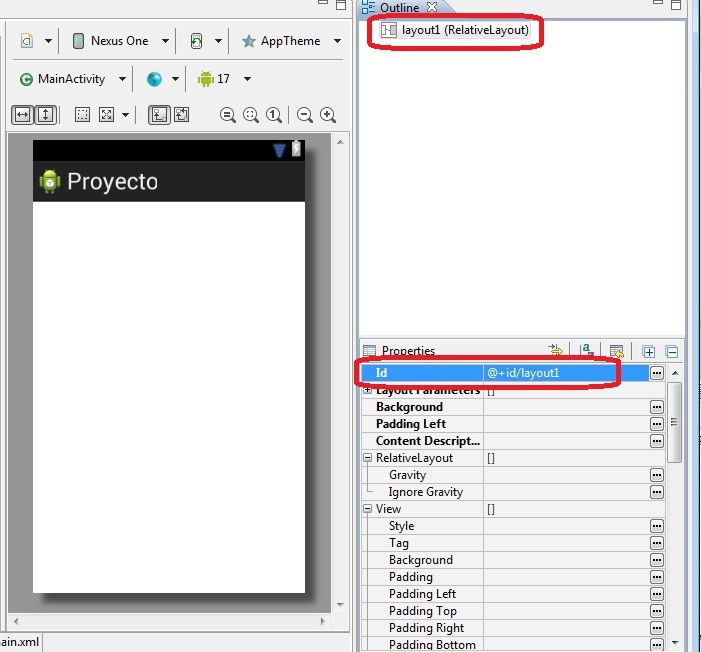 Outline
layout1 (RelativeLayout)
Nexus One
AppTheme
MainActivity
17
1
Proyecto
Properties
Id @+id/layout1
Layout Parameters []
Background
Padding Left
Content Descript...
RelativeLayout []
Gravity
Ignore Gravity
View []
Style
Tag
Background
Padding
Padding Left
Padding Top
Padding Right
Padding Bottom
ain.xml